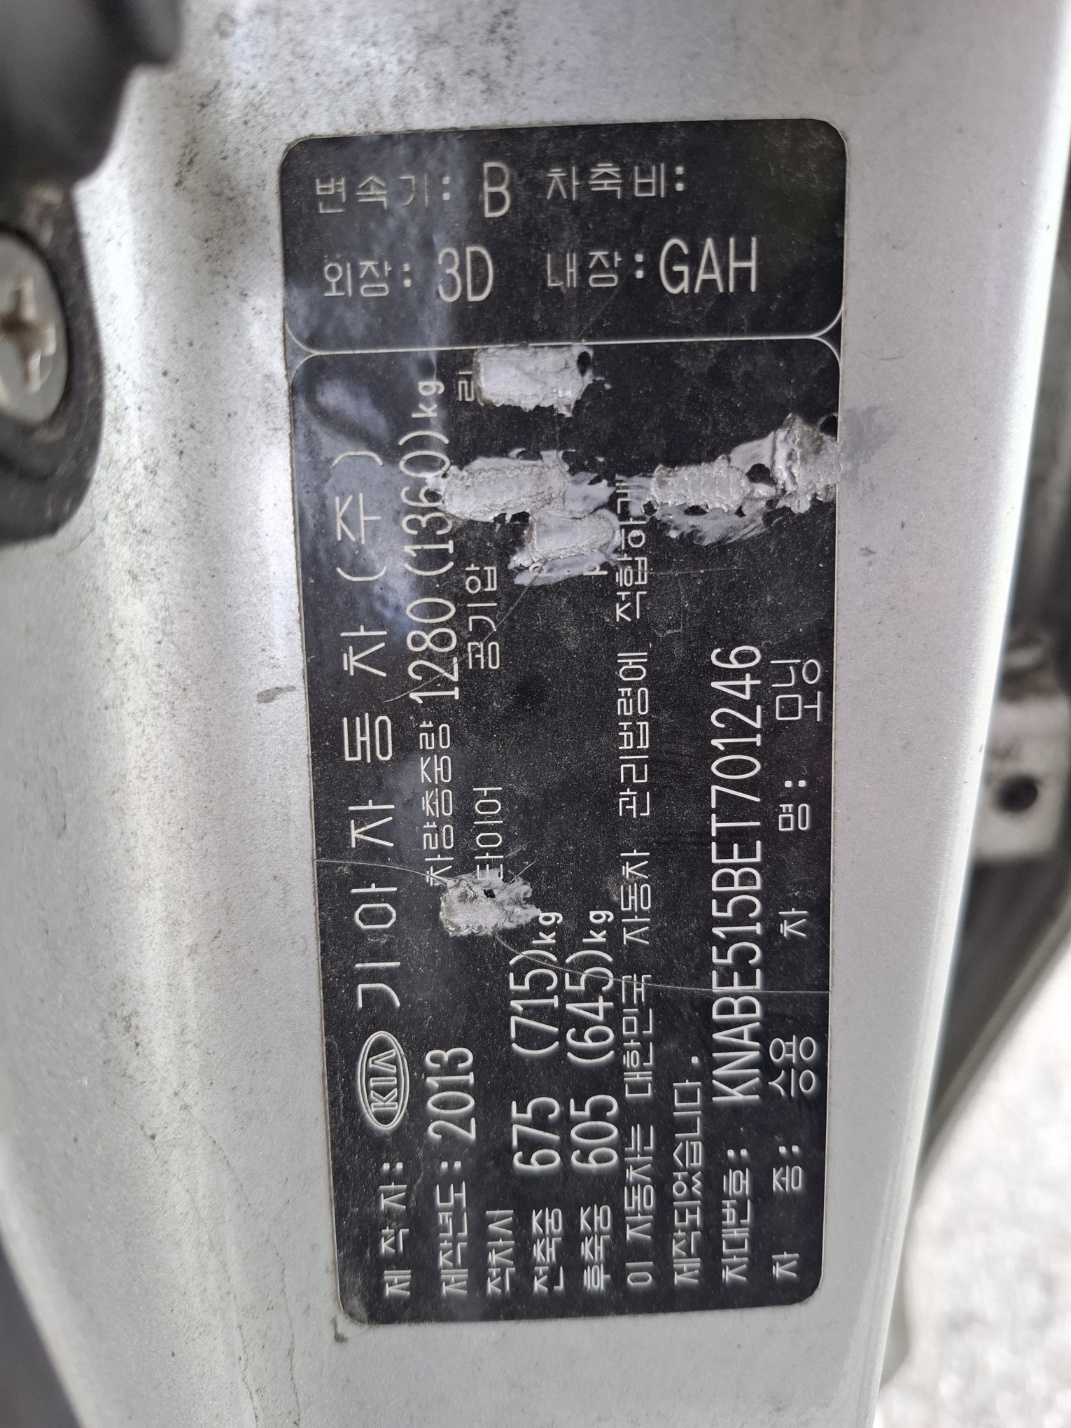 변속기: B 차축비:
외장: 3D 내장: GAH
제작자: KIA 기아자동차(주)
제작년도: 2013 차량총중량 1280 (1360)kg
적차시 타이어 공기압
전축중 675 (715)kg
후축중 605 (645)kg
이 자동차는 대한민국 자동차 관리법령에 적합하게
제작되었습니다.
차대번호: KNABE515BET701246
차 종: 승용 차 명: 모닝